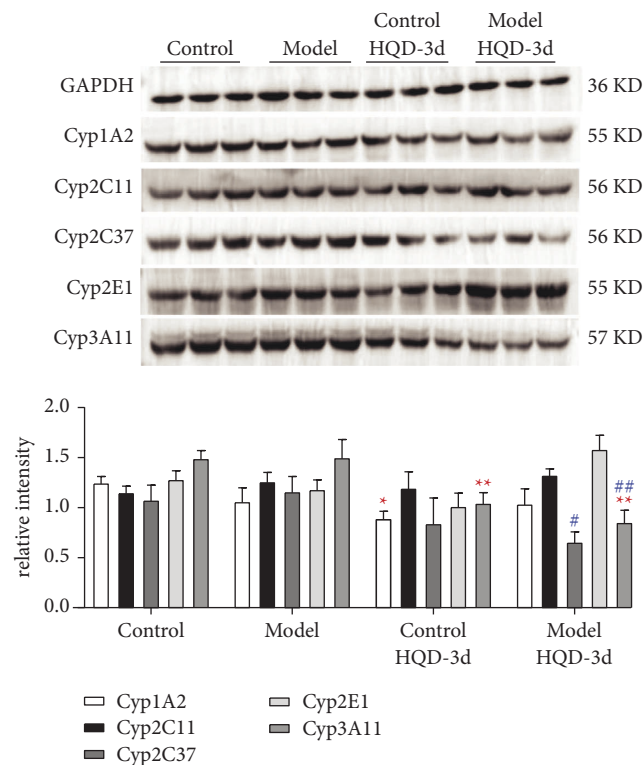 Control Model Control HQD-3d Model HQD-3d
GAPDH 36 KD
Cyp1A2 55 KD
Cyp2C11 56 KD
Cyp2C37 56 KD
Cyp2E1 55 KD
Cyp3A11 57 KD
2.0
1.5
1.0
0.5
0.0
relative intensity
* ** # ## **
Control Model Control HQD-3d Model HQD-3d
Cyp1A2 Cyp2E1
Cyp2C11 Cyp3A11
Cyp2C37